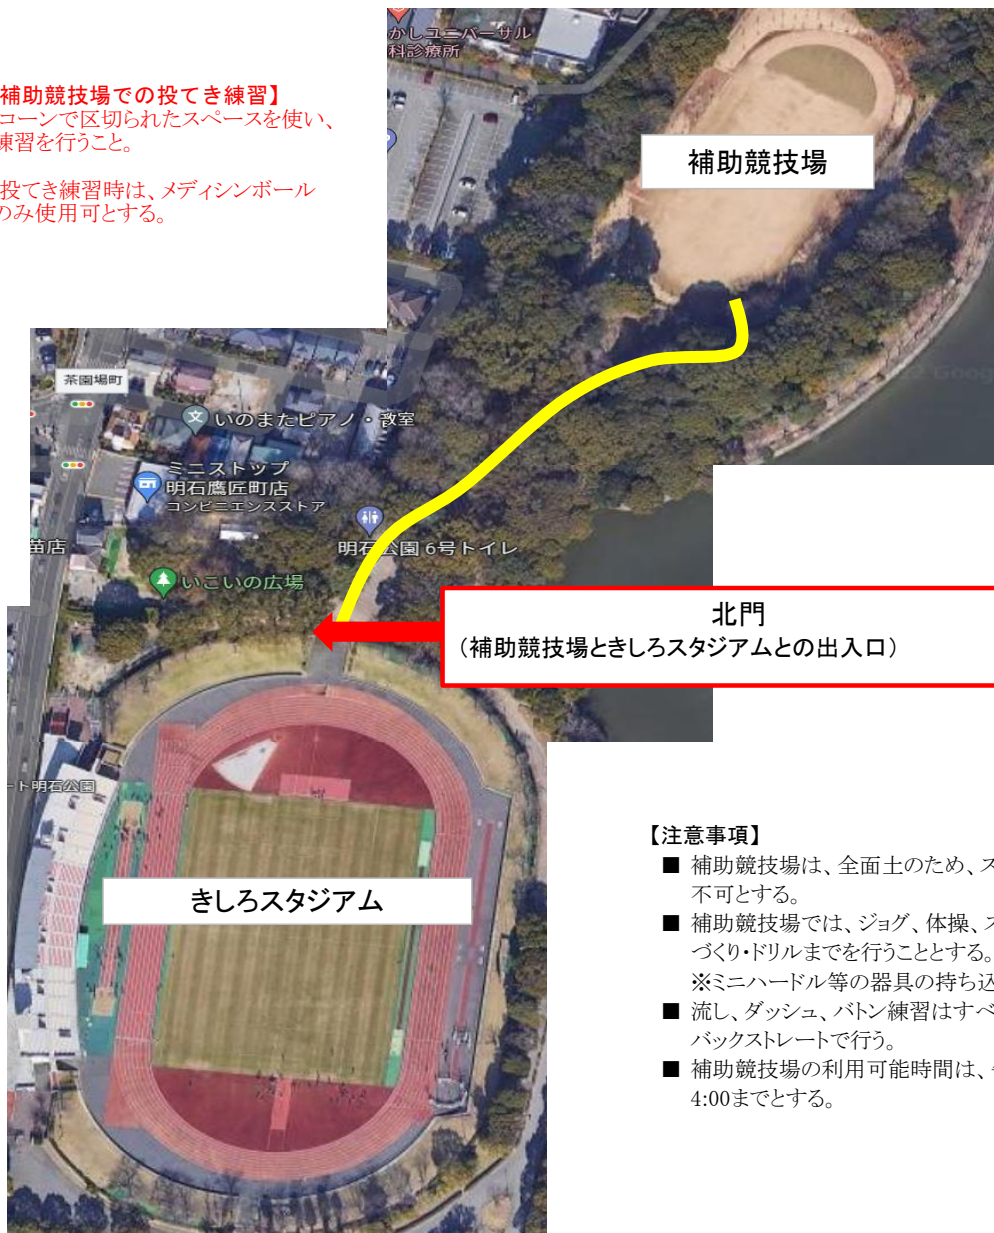 かしユニバーサル
科診療所
補助競技場での投てき練習】
コーンで区切られたスペースを使い、
練習を行うこと。
投てき練習時は、メディシンボール
のみ使用可とする。
補助競技場
茶園場町
いのまたピアノ・教室
ミニストップ
明石鷹匠町店
コンビニエンスストア
苗店
明石公園 6号トイレ
いこいの広場
北門
（補助競技場ときしろスタジアムとの出入口）
ート明石公園
きしろスタジアム
【注意事項】
■ 補助競技場は、全面土のため、ス
不可とする。
■ 補助競技場では、ジョグ、体操、ス
づくり・ドリルまでを行うこととする。
※ミニハードル等の器具の持ち込
■ 流し、ダッシュ、バトン練習はすべ
バックストレートで行う。
■ 補助競技場の利用可能時間は、
4:00までとする。